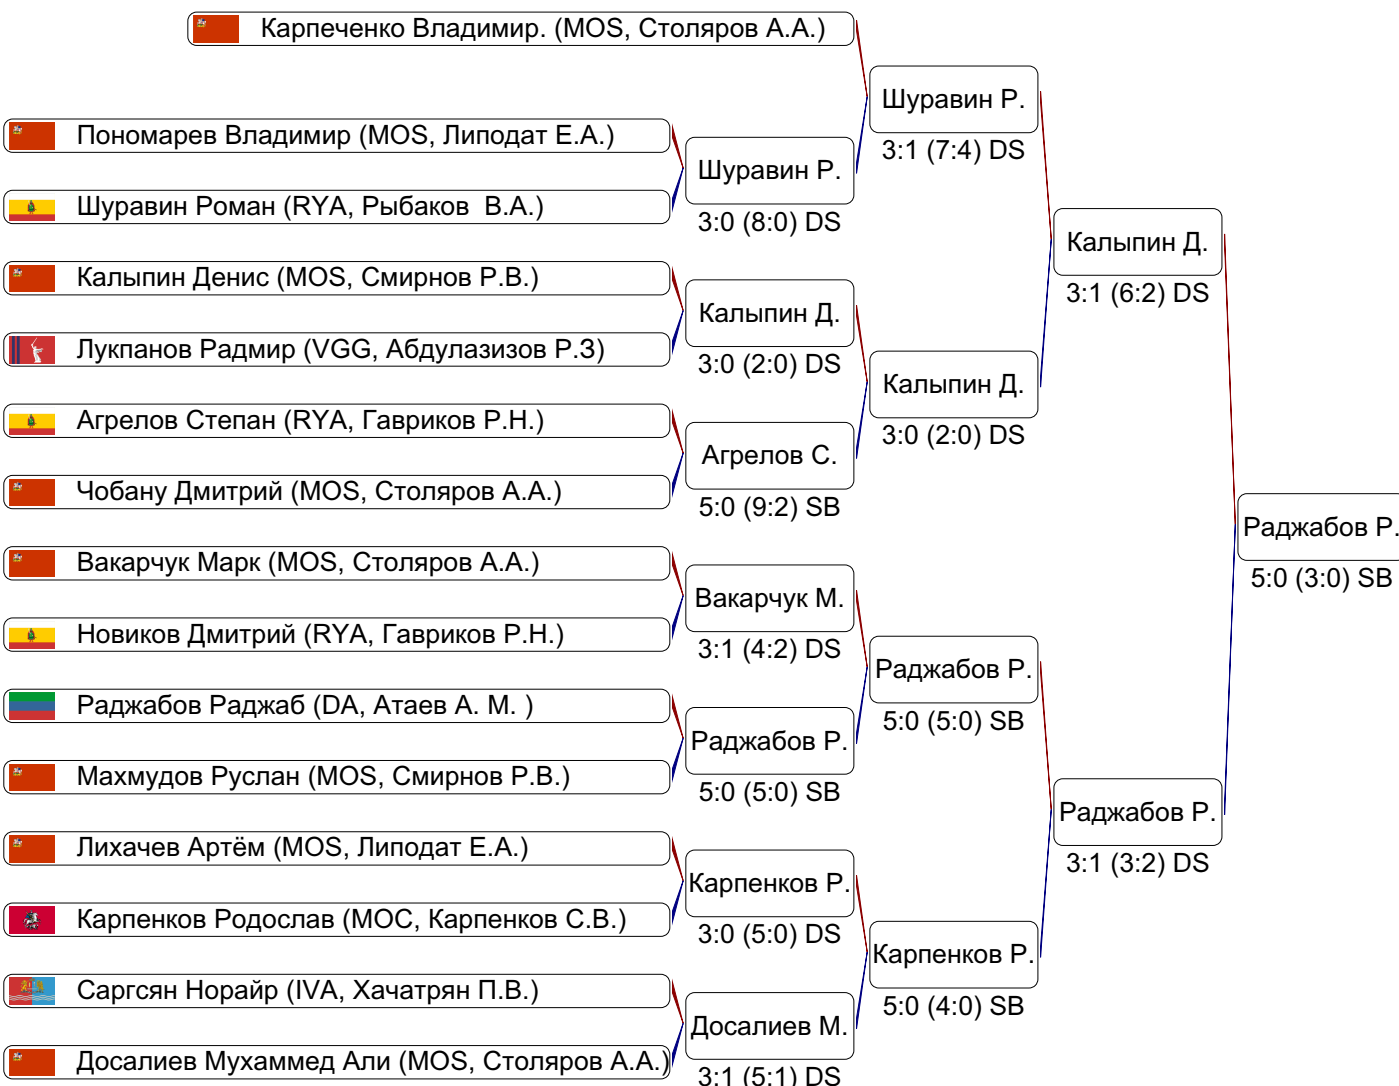 Карпеченко Владимир. (MOS, Столяров А.А.)
Пономарев Владимир (MOS, Липодат Е.А.)
Шуравин Роман (RYA, Рыбаков  В.А.)
Калыпин Денис (MOS, Смирнов Р.В.)
Лукпанов Радмир (VGG, Абдулазизов Р.З)
Агрелов Степан (RYA, Гавриков Р.Н.)
Чобану Дмитрий (MOS, Столяров А.А.)
Вакарчук Марк (MOS, Столяров А.А.)
Новиков Дмитрий (RYA, Гавриков Р.Н.)
Раджабов Раджаб (DA, Атаев А. М. )
Махмудов Руслан (MOS, Смирнов Р.В.)
Лихачев Артём (MOS, Липодат Е.А.)
Карпенков Родослав (МОС, Карпенков С.В.)
Саргсян Норайр (IVA, Хачатрян П.В.)
Досалиев Мухаммед Али (MOS, Столяров А.А.)
Шуравин Р.
3:0 (8:0) DS
Калыпин Д.
3:0 (2:0) DS
Агрелов С.
5:0 (9:2) SB
Вакарчук М.
3:1 (4:2) DS
Раджабов Р.
5:0 (5:0) SB
Карпенков Р.
3:0 (5:0) DS
Досалиев М.
3:1 (5:1) DS
Шуравин Р.
3:1 (7:4) DS
Калыпин Д.
3:0 (2:0) DS
Раджабов Р.
5:0 (5:0) SB
Карпенков Р.
5:0 (4:0) SB
Калыпин Д.
3:1 (6:2) DS
Раджабов Р.
3:1 (3:2) DS
Раджабов Р.
5:0 (3:0) SB